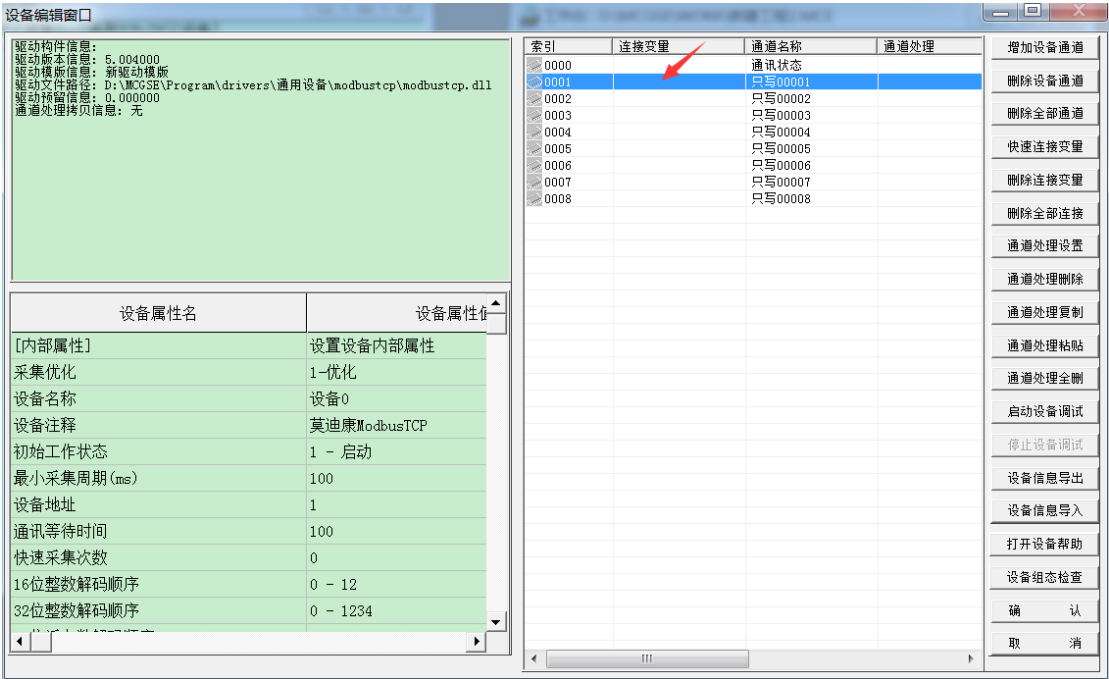 设备编辑窗口
驱动构件信息:
驱动版本信息: 5.004000
驱动模版信息: 新驱动模版
驱动文件路径: D:\MCGSE\Program\drivers\通用设备\modbustcp\modbustcp.dll
驱动预留信息: 0.000000
通道处理拷贝信息: 无
设备属性名 设备属性值
[内部属性] 设置设备内部属性
采集优化 1-优化
设备名称 设备0
设备注释 莫迪康ModbusTCP
初始工作状态 1 - 启动
最小采集周期(ms) 100
设备地址 1
通讯等待时间 100
快速采集次数 0
16位整数解码顺序 0 - 12
32位整数解码顺序 0 - 1234
索引 连接变量 通道名称 通道处理
0000 通讯状态
0001 只写00001
0002 只写00002
0003 只写00003
0004 只写00004
0005 只写00005
0006 只写00006
0007 只写00007
0008 只写00008
增加设备通道
删除设备通道
删除全部通道
快速连接变量
删除连接变量
删除全部连接
通道处理设置
通道处理删除
通道处理复制
通道处理粘贴
通道处理全删
启动设备调试
停止设备调试
设备信息导出
设备信息导入
打开设备帮助
设备组态检查
确 认
取 消